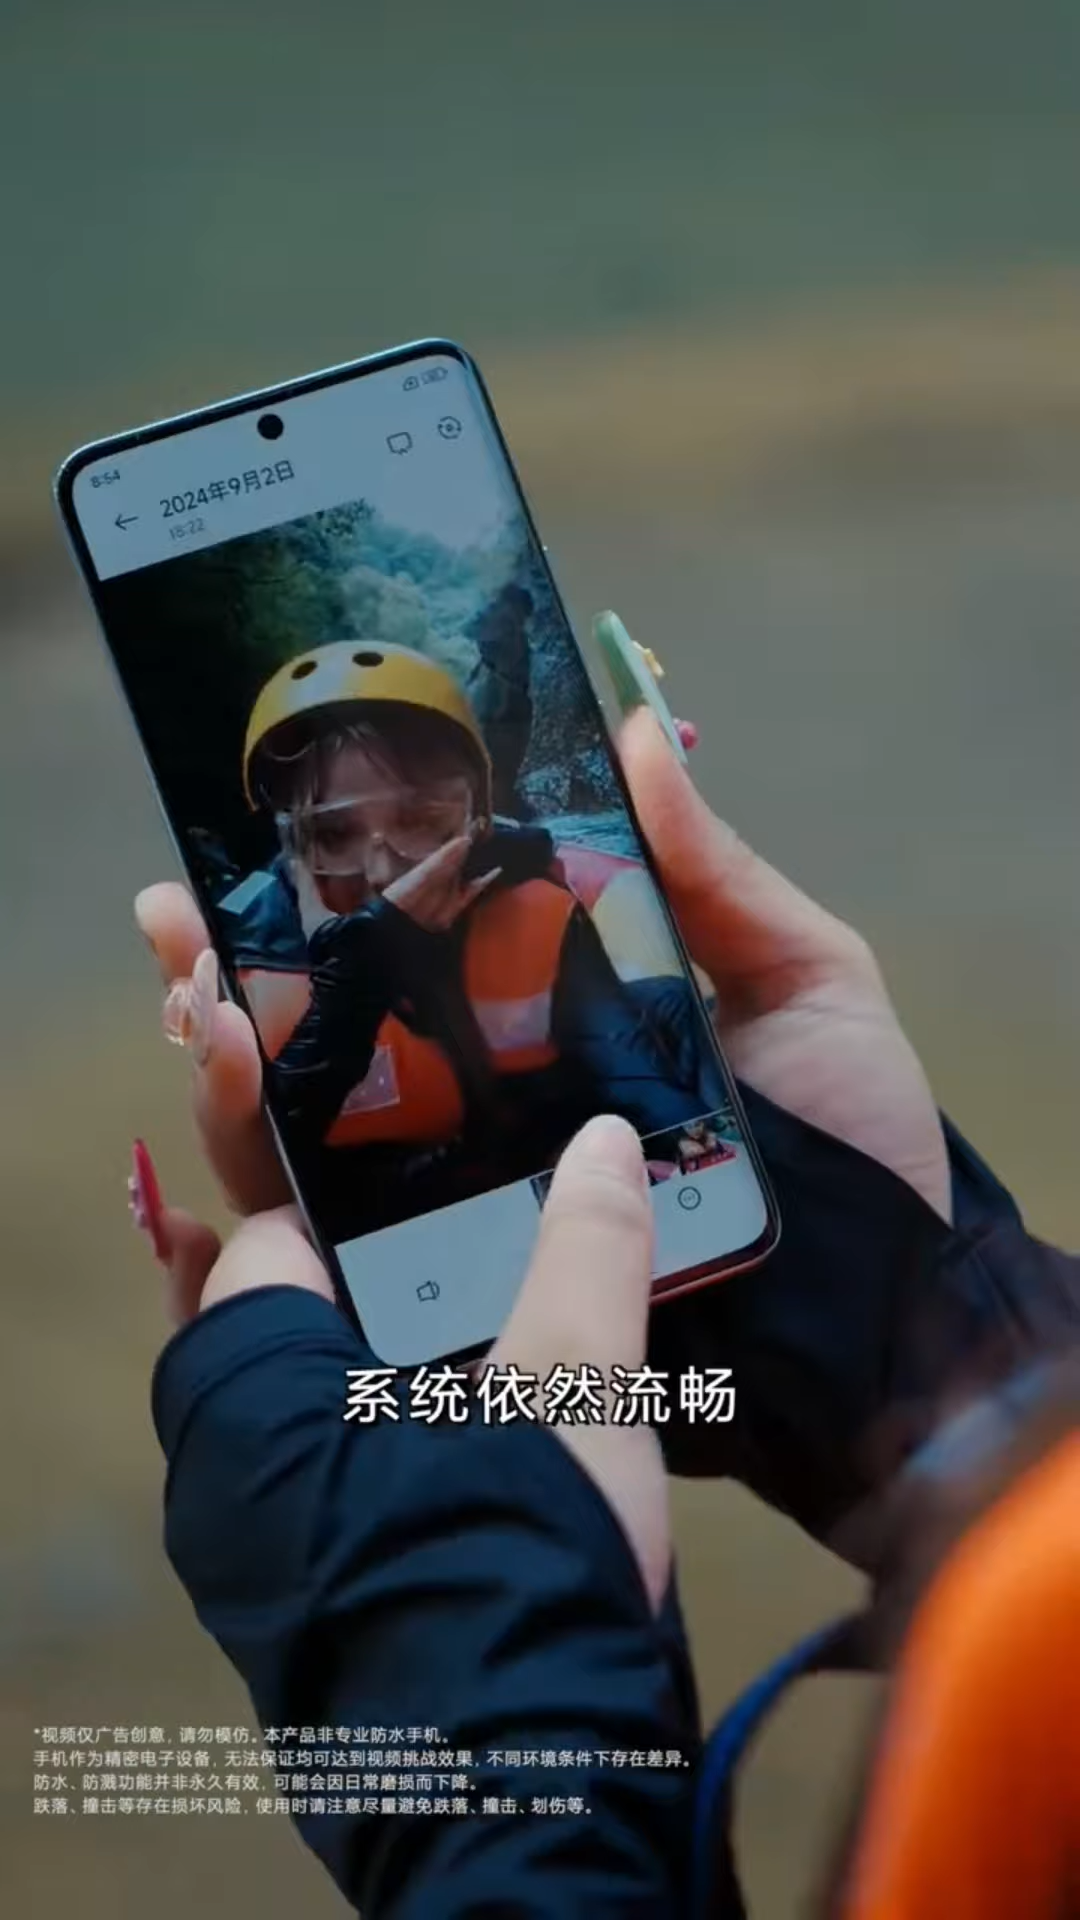 8:54
2024年9月2日
18:22
系统依然流畅
*视频仅广告创意，请勿模仿。本产品非专业防水手机。
手机作为精密电子设备，无法保证均可达到视频挑战效果，不同环境条件下存在差异。
防水、防溅功能并非永久有效，可能会因日常磨损而下降。
跌落、撞击等存在损坏风险，使用时请注意尽量避免跌落、撞击、划伤等。